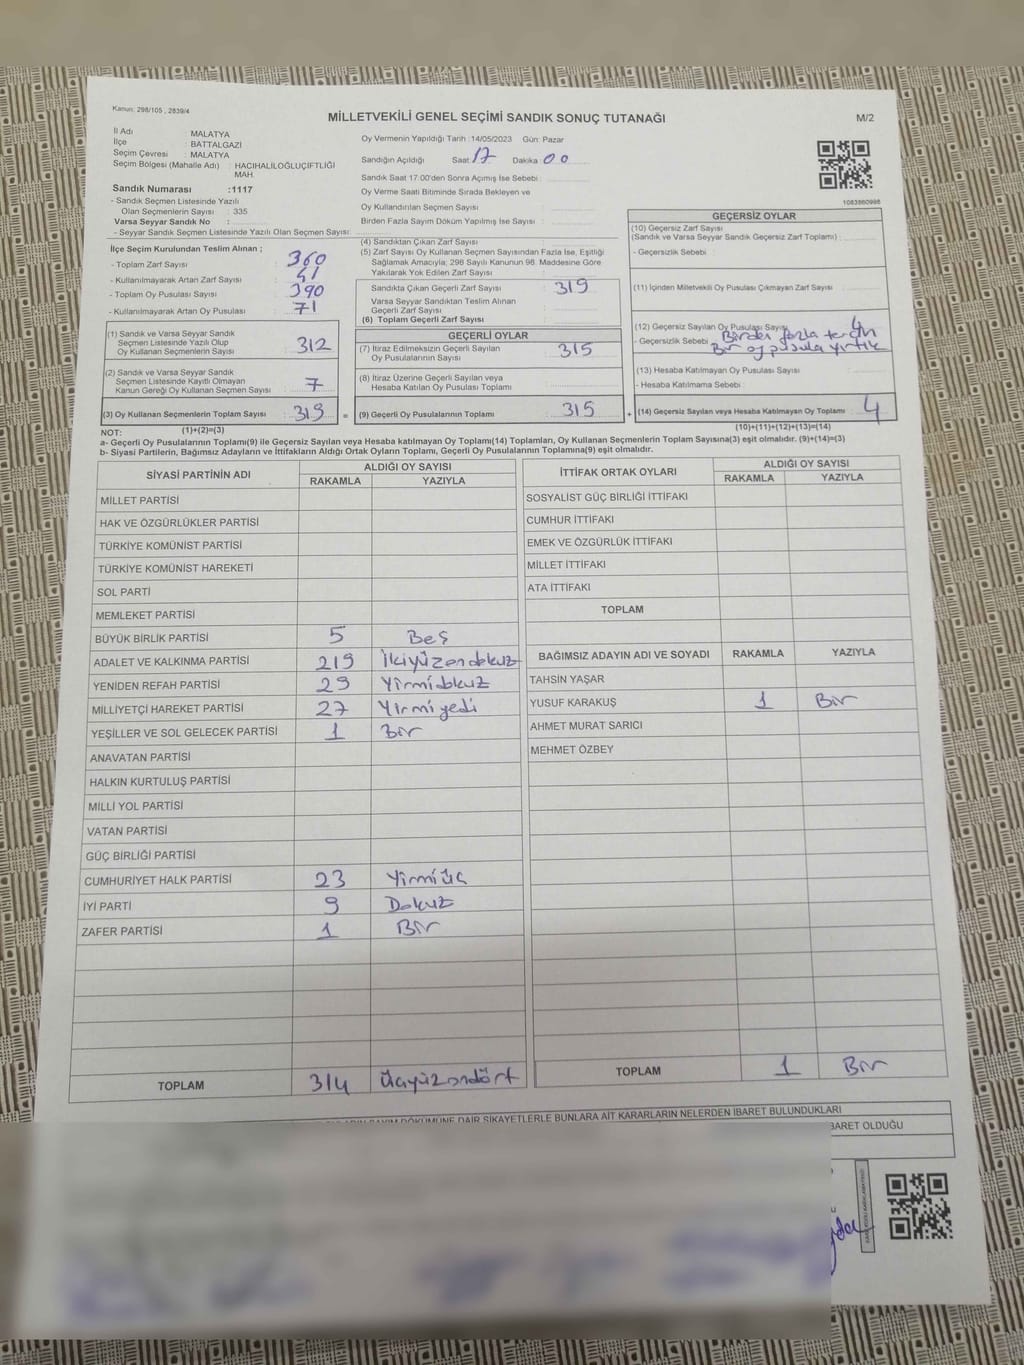 Kanun: 298/105 , 2839/4
MİLLETVEKİLİ GENEL SEÇİMİ SANDIK SONUÇ TUTANAĞI
M/2
İl Adı : MALATYA
İlçe : BATTALGAZİ
Seçim Çevresi : MALATYA
Seçim Bölgesi (Mahalle Adı) : HACIHALİLOĞLUÇİFTLİĞİ
MAH.
Sandık Numarası :1117
- Sandık Seçmen Listesinde Yazılı
Olan Seçmenlerin Sayısı : 335
Varsa Seyyar Sandık No :
- Seyyar Sandık Seçmen Listesinde Yazılı Olan Seçmen Sayısı:
Oy Vermenin Yapıldığı Tarih :14/05/2023 Gün: Pazar
Sandığın Açıldığı Saat: 17 Dakika: 00
Sandık Saat 17:00'den Sonra Açımış İse Sebebi :
Oy Verme Saati Bitiminde Sırada Bekleyen ve
Oy Kullandırılan Seçmen Sayısı :
Birden Fazla Sayım Döküm Yapılmış İse Sayısı :
1083860986
İlçe Seçim Kurulundan Teslim Alınan ;
- Toplam Zarf Sayısı : 360
- Kullanılmayarak Artan Zarf Sayısı : 41
- Toplam Oy Pusulası Sayısı : 390
- Kullanılmayarak Artan Oy Pusulası : 71
(1) Sandık ve Varsa Seyyar Sandık
Seçmen Listesinde Yazılı Olup
Oy Kullanan Seçmenlerin Sayısı : 312
(2) Sandık ve Varsa Seyyar Sandık
Seçmen Listesinde Kayıtlı Olmayan
Kanun Gereği Oy Kullanan Seçmen Sayısı : 7
(3) Oy Kullanan Seçmenlerin Toplam Sayısı : 319 =
(1)+(2)=(3)
(4) Sandıktan Çıkan Zarf Sayısı :
(5) Zarf Sayısı Oy Kullanan Seçmen Sayısından Fazla İse, Eşitliği
Sağlamak Amacıyla; 298 Sayılı Kanunun 98. Maddesine Göre
Yakılarak Yok Edilen Zarf Sayısı :
Sandıkta Çıkan Geçerli Zarf Sayısı : 319
Varsa Seyyar Sandıktan Teslim Alınan
Geçerli Zarf Sayısı :
(6) Toplam Geçerli Zarf Sayısı :
GEÇERLİ OYLAR
(7) İtiraz Edilmeksizin Geçerli Sayılan
Oy Pusulalarının Sayısı : 315
(8) İtiraz Üzerine Geçerli Sayılan veya
Hesaba Katılan Oy Pusulası Toplamı :
(9) Geçerli Oy Pusulalarının Toplamı : 315 +
GEÇERSİZ OYLAR
(10) Geçersiz Zarf Sayısı
(Sandık ve Varsa Seyyar Sandık Geçersiz Zarf Toplamı) :
- Geçersizlik Sebebi :
(11) İçinden Milletvekili Oy Pusulası Çıkmayan Zarf Sayısı :
(12) Geçersiz Sayılan Oy Pusulası Sayısı : 4
- Geçersizlik Sebebi : Birden fazla tercih
Bir oy pusula yırtık
(13) Hesaba Katılmayan Oy Pusulası Sayısı :
- Hesaba Katılmama Sebebi :
(14) Geçersiz Sayılan veya Hesaba Katılmayan Oy Toplamı : 4
(10)+(11)+(12)+(13)=(14)
NOT:
a- Geçerli Oy Pusulalarının Toplamı(9) ile Geçersiz Sayılan veya Hesaba katılmayan Oy Toplamı(14) Toplamları, Oy Kullanan Seçmenlerin Toplam Sayısına(3) eşit olmalıdır. (9)+(14)=(3)
b- Siyasi Partilerin, Bağımsız Adayların ve İttifakların Aldığı Ortak Oyların Toplamı, Geçerli Oy Pusulalarının Toplamına(9) eşit olmalıdır.
SİYASİ PARTİNİN ADI ALDIĞI OY SAYISI
RAKAMLA YAZIYLA
MİLLET PARTİSİ
HAK VE ÖZGÜRLÜKLER PARTİSİ
TÜRKİYE KOMÜNİST PARTİSİ
TÜRKİYE KOMÜNİST HAREKETİ
SOL PARTİ
MEMLEKET PARTİSİ
BÜYÜK BİRLİK PARTİSİ 5 Beş
ADALET VE KALKINMA PARTİSİ 219 İkiyüzondokuz
YENİDEN REFAH PARTİSİ 29 Yirmidokuz
MİLLİYETÇİ HAREKET PARTİSİ 27 Yirmiyedi
YEŞİLLER VE SOL GELECEK PARTİSİ 1 Bir
ANAVATAN PARTİSİ
HALKIN KURTULUŞ PARTİSİ
MİLLİ YOL PARTİSİ
VATAN PARTİSİ
GÜÇ BİRLİĞİ PARTİSİ
CUMHURİYET HALK PARTİSİ 23 Yirmiüç
İYİ PARTİ 9 Dokuz
ZAFER PARTİSİ 1 Bir
TOPLAM 314 Üçyüzondört
İTTİFAK ORTAK OYLARI ALDIĞI OY SAYISI
RAKAMLA YAZIYLA
SOSYALİST GÜÇ BİRLİĞİ İTTİFAKI
CUMHUR İTTİFAKI
EMEK VE ÖZGÜRLÜK İTTİFAKI
MİLLET İTTİFAKI
ATA İTTİFAKI
TOPLAM
BAĞIMSIZ ADAYIN ADI VE SOYADI RAKAMLA YAZIYLA
TAHSİN YAŞAR
YUSUF KARAKUŞ 1 Bir
AHMET MURAT SARICI
MEHMET ÖZBEY
TOPLAM 1 Bir
DÖKÜMÜNE DAİR ŞİKAYETLERLE BUNLARA AİT KARARLARIN NELERDEN İBARET BULUNDUKLARI
BARET OLDUĞU